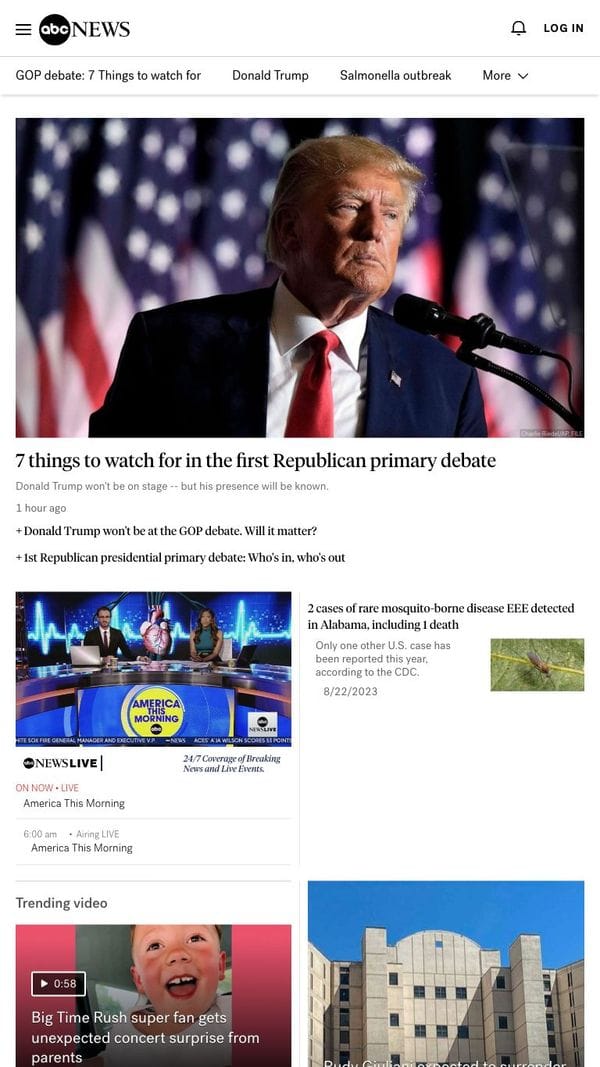 abc NEWS
LOG IN
GOP debate: 7 Things to watch for
Donald Trump
Salmonella outbreak
More
Charlie Riedel/AP, FILE
7 things to watch for in the first Republican primary debate
Donald Trump won't be on stage -- but his presence will be known.
1 hour ago
+ Donald Trump won't be at the GOP debate. Will it matter?
+ 1st Republican presidential primary debate: Who's in, who's out
AMERICA
THIS
MORNING
abc
abc
NEWSLIVE
HITE SOX FIRE GENERAL MANAGER AND EXECUTIVE V.P.
NEWS
ACES' A'JA WILSON SCORES 53 POINTS
abc NEWS LIVE
24/7 Coverage of Breaking
News and Live Events.
ON NOW • LIVE
America This Morning
6:00 am • Airing LIVE
America This Morning
2 cases of rare mosquito-borne disease EEE detected
in Alabama, including 1 death
Only one other U.S. case has
been reported this year,
according to the CDC.
8/22/2023
Trending video
0:58
Big Time Rush super fan gets
unexpected concert surprise from
parents
Rudy Giuliani expected to surrender